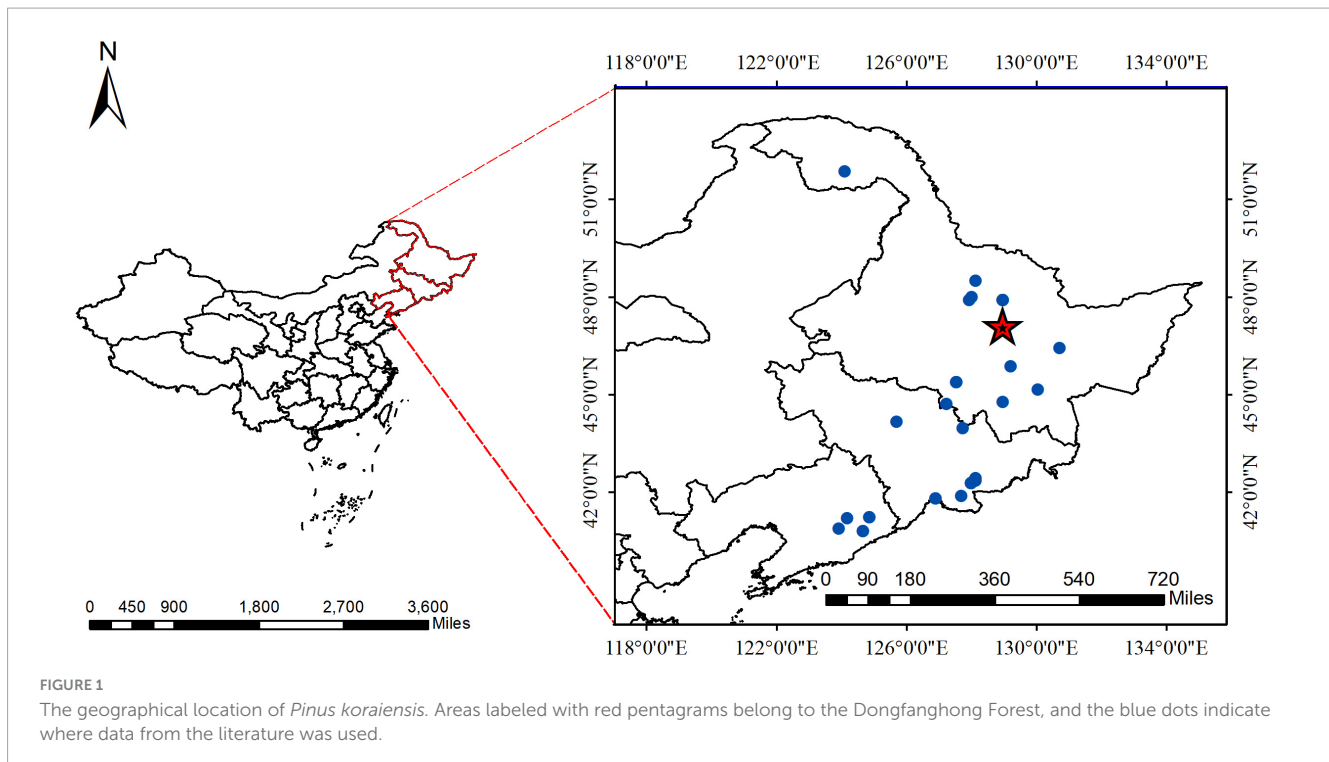 N
118°0'0"E 122°0'0"E 126°0'0"E 130°0'0"E 134°0'0"E
51°0'0"N 51°0'0"N
48°0'0"N 48°0'0"N
45°0'0"N 45°0'0"N
42°0'0"N 42°0'0"N
0 90 180 360 540 720
Miles
0 450 900 1,800 2,700 3,600
Miles
118°0'0"E 122°0'0"E 126°0'0"E 130°0'0"E 134°0'0"E
FIGURE 1
The geographical location of Pinus koraiensis. Areas labeled with red pentagrams belong to the Dongfanghong Forest, and the blue dots indicate
where data from the literature was used.